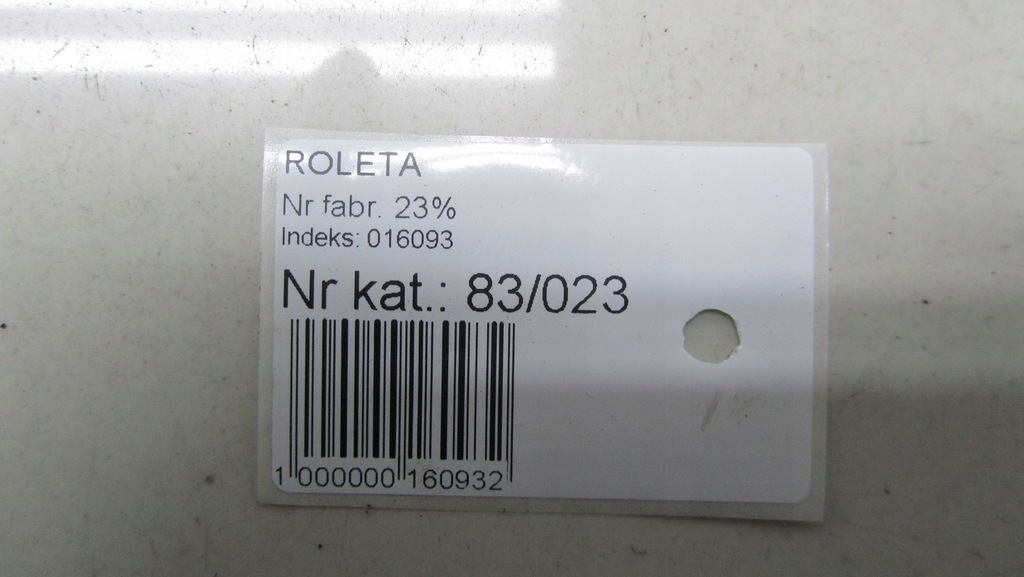 ROLETA
Nr fabr. 23%
Indeks: 016093
Nr kat.: 83/023
1 000000 160932